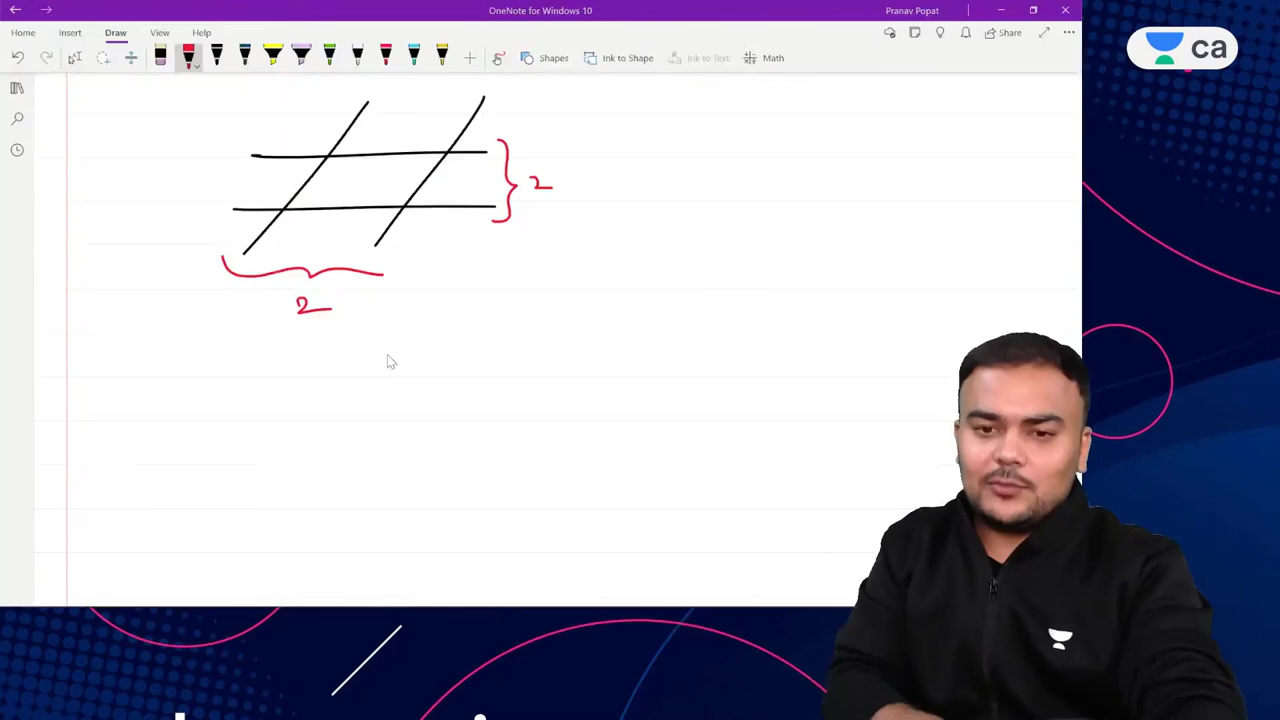 OneNote for Windows 10
Pranav Popat
Home Insert Draw View Help
Share
Shapes Ink to Shape Ink to Text Math
ca
2
2